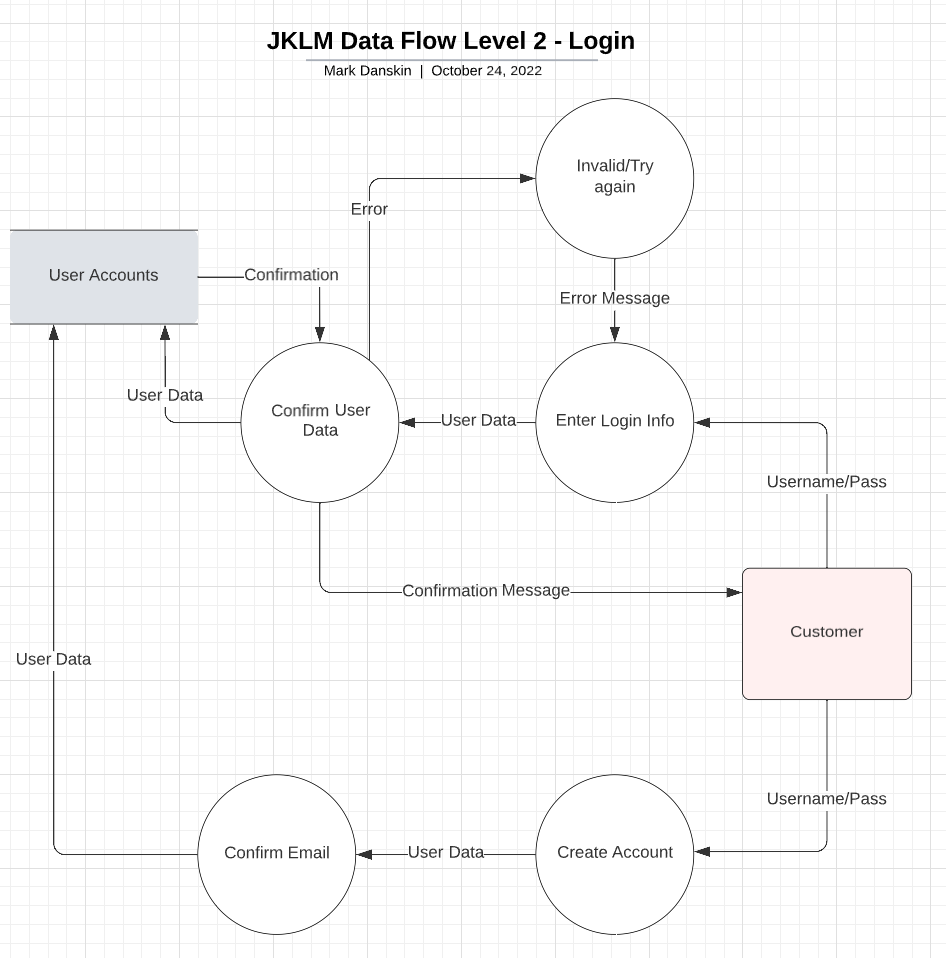 JKLM Data Flow Level 2 - Login
Mark Danskin | October 24, 2022
Invalid/Try
again
Error
User Accounts
Confirmation
Error Message
User Data
Confirm User
Data
User Data
Enter Login Info
Username/Pass
Confirmation Message
Customer
User Data
Username/Pass
Confirm Email
User Data
Create Account